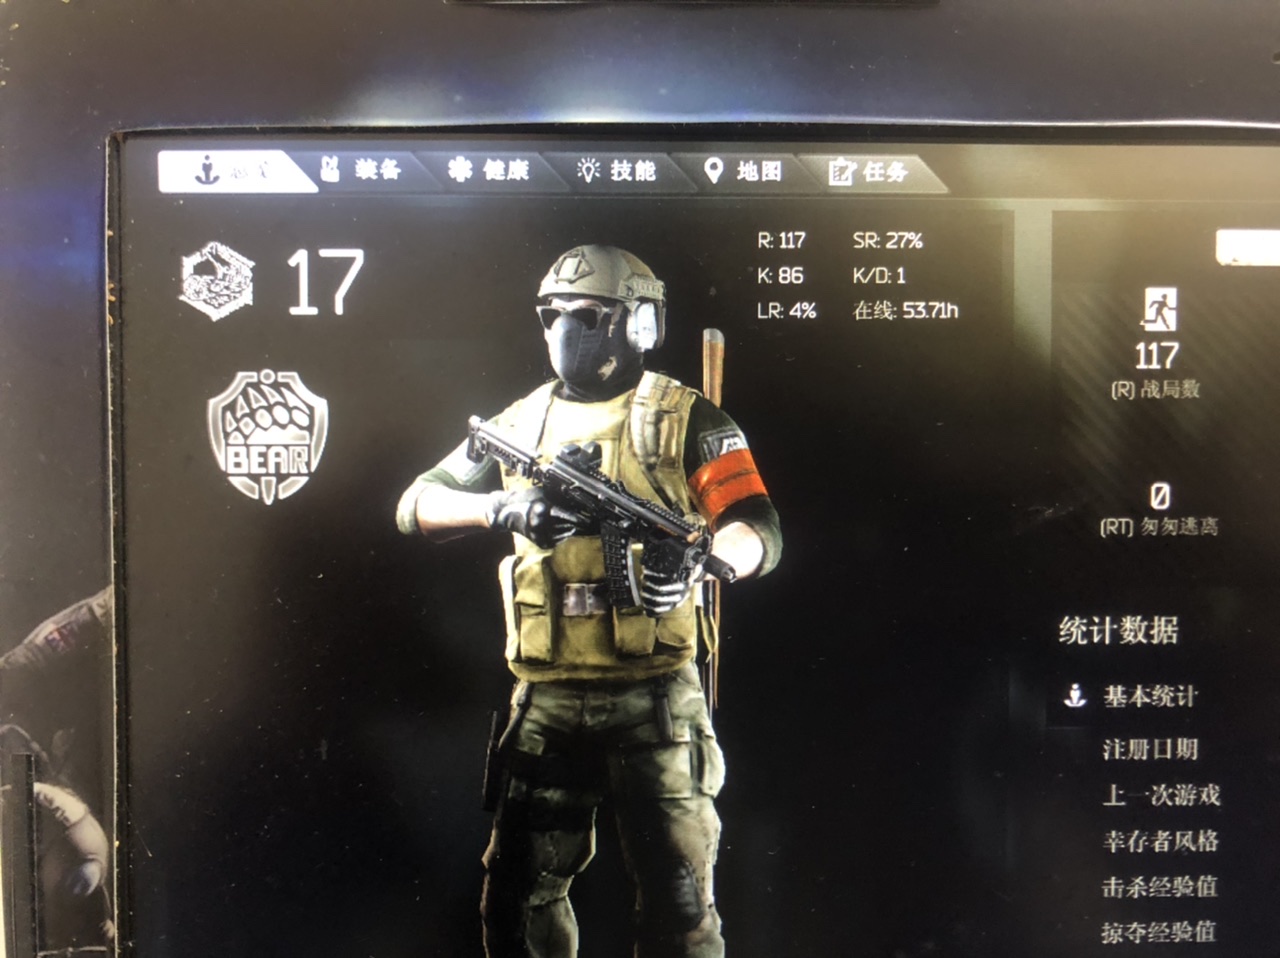 装备 健康 技能 地图 任务
17
BEAR
R: 117 SR: 27%
K: 86 K/D: 1
LR: 4% 在线: 53.71h
117
(R) 战局数
0
(RT) 匆匆逃离
统计数据
基本统计
注册日期
上一次游戏
幸存者风格
击杀经验值
掠夺经验值